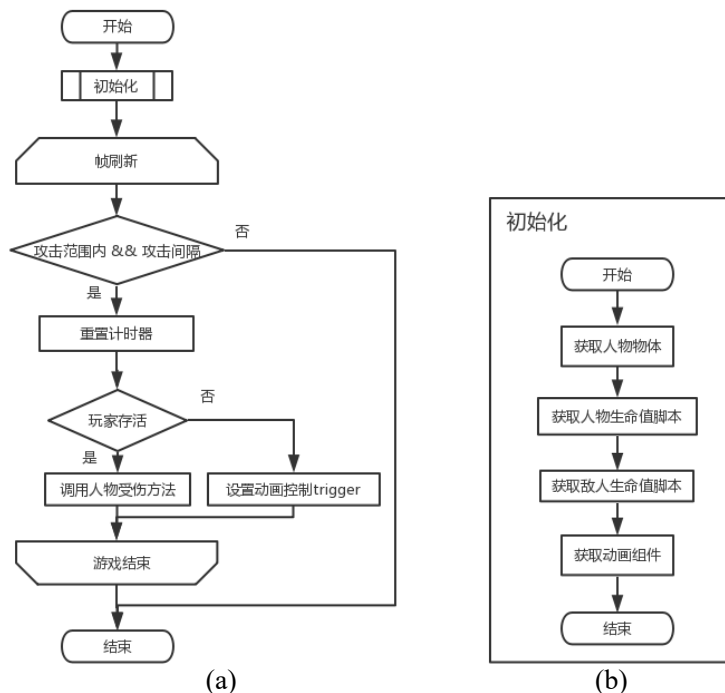 开始
初始化
帧刷新
攻击范围内 && 攻击间隔
否
是
重置计时器
玩家存活
否
是
调用人物受伤方法
设置动画控制trigger
游戏结束
结束
(a)
初始化
开始
获取人物物体
获取人物生命值脚本
获取敌人生命值脚本
获取动画组件
结束
(b)